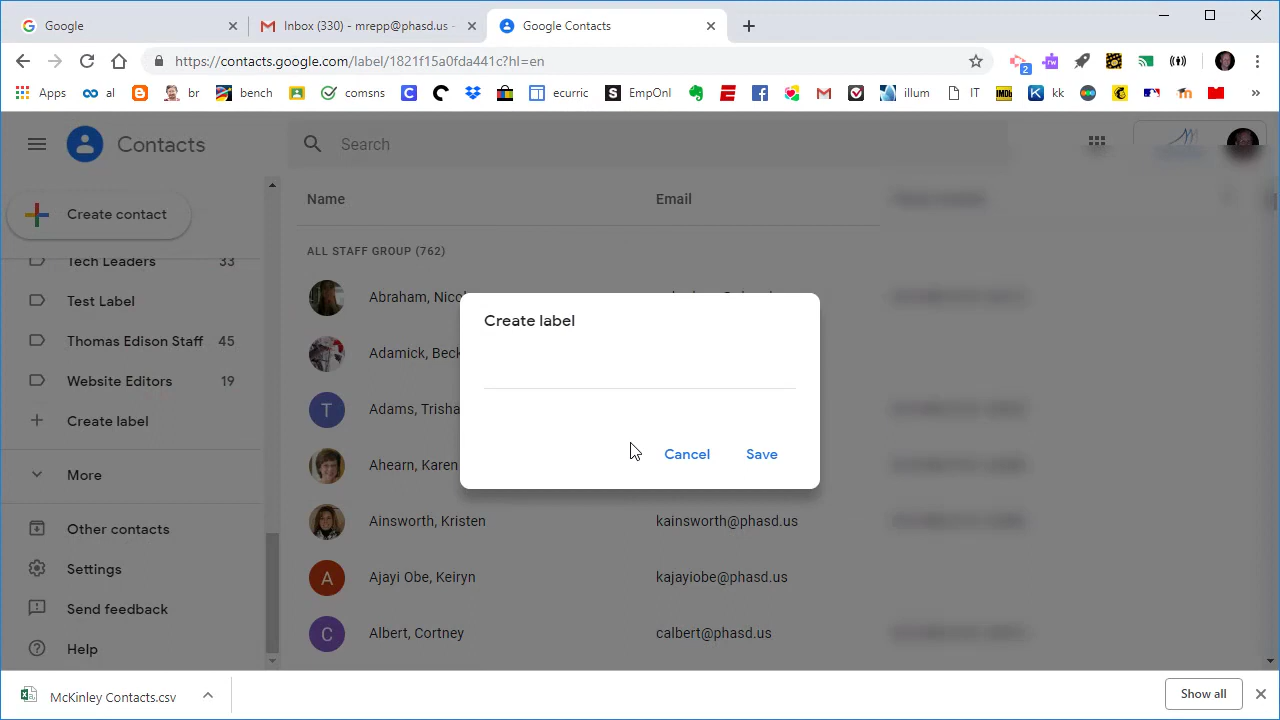 Google
Inbox (330) - mrepp@phasd.us -
Google Contacts
https://contacts.google.com/label/1821f15a0fda441c?hl=en
2
Apps
al
br
bench
comsns
ecurric
S
EmpOnl
illum
IT
IMDb
kk
»
Contacts
Search
Create contact
Name
Email
ALL STAFF GROUP (762)
Tech Leaders 33
Test Label
Thomas Edison Staff 45
Website Editors 19
Create label
More
Other contacts
Settings
Send feedback
Help
Abraham, Nico
Adamick, Beck
T
Adams, Trisha
Ahearn, Karen
Ainsworth, Kristen
kainsworth@phasd.us
A
Ajayi Obe, Keiryn
kajayiobe@phasd.us
C
Albert, Cortney
calbert@phasd.us
Create label
Cancel
Save
McKinley Contacts.csv
Show all